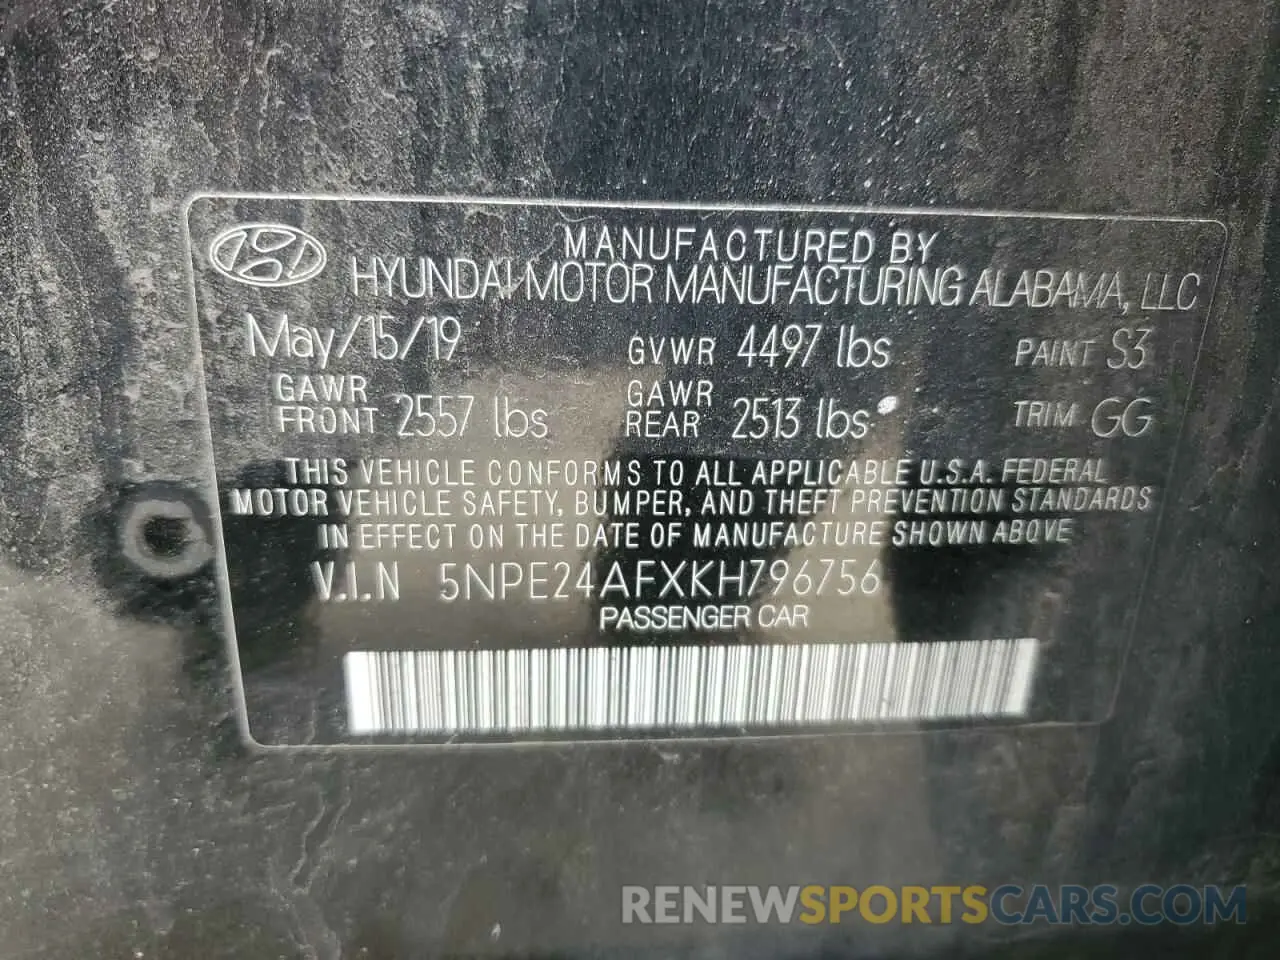 MANUFACTURED BY
HYUNDAI MOTOR MANUFACTURING ALABAMA, LLC
May/15/19 GVWR 4497 lbs PAINT S3
GAWR FRONT 2557 lbs GAWR REAR 2513 lbs TRIM GG
THIS VEHICLE CONFORMS TO ALL APPLICABLE U.S.A. FEDERAL
MOTOR VEHICLE SAFETY, BUMPER, AND THEFT PREVENTION STANDARDS
IN EFFECT ON THE DATE OF MANUFACTURE SHOWN ABOVE
V.I.N 5NPE24AFXKH796756
PASSENGER CAR
RENEWSPORTSCARS.COM